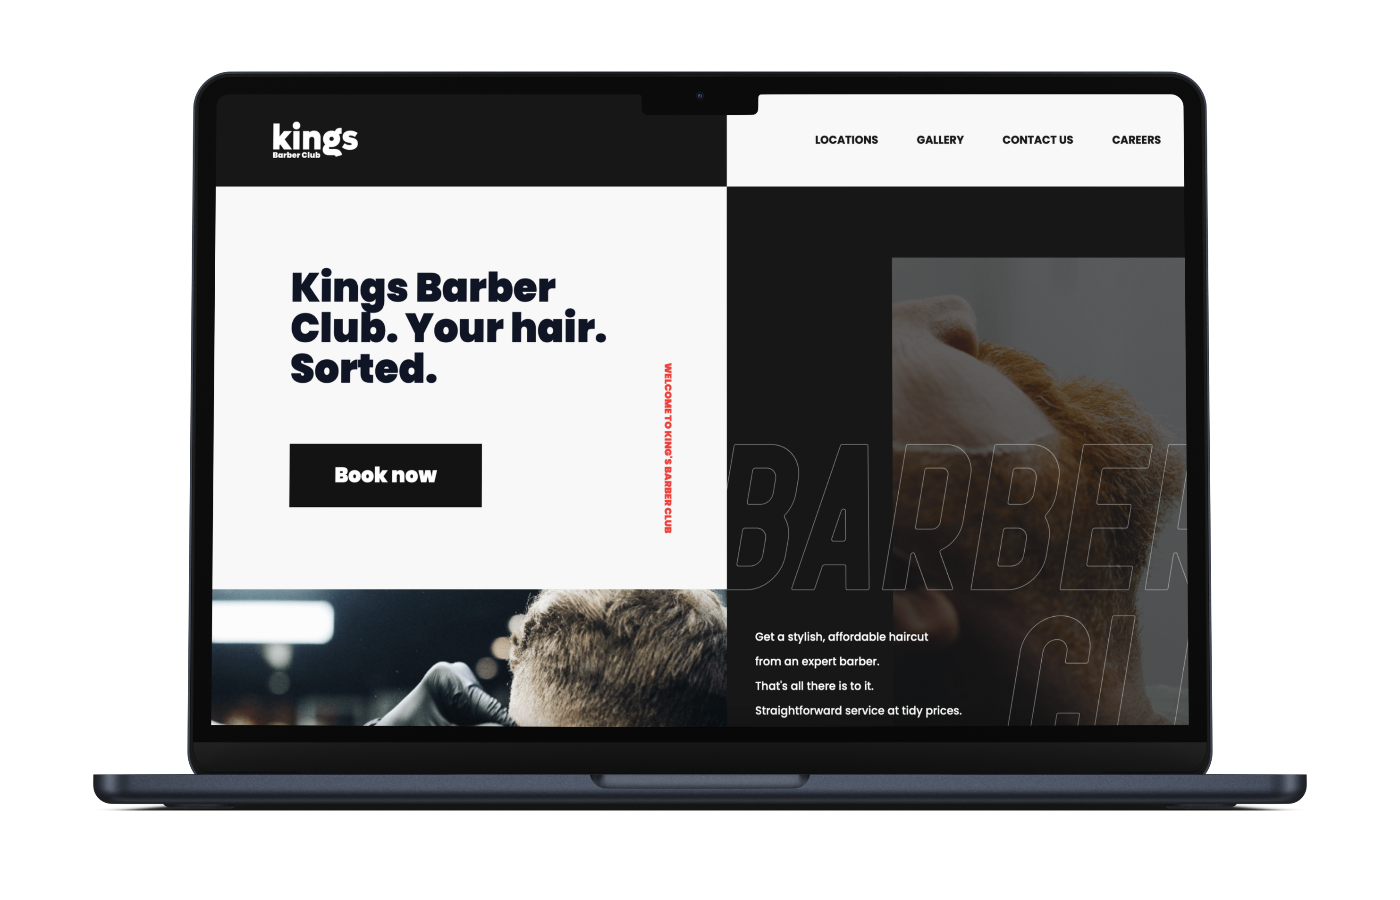 kings
Barber Club
LOCATIONS
GALLERY
CONTACT US
CAREERS
Kings Barber
Club. Your hair.
Sorted.
WELCOME TO KING'S BARBER CLUB
Book now
BARBER
CL
Get a stylish, affordable haircut
from an expert barber.
That's all there is to it.
Straightforward service at tidy prices.